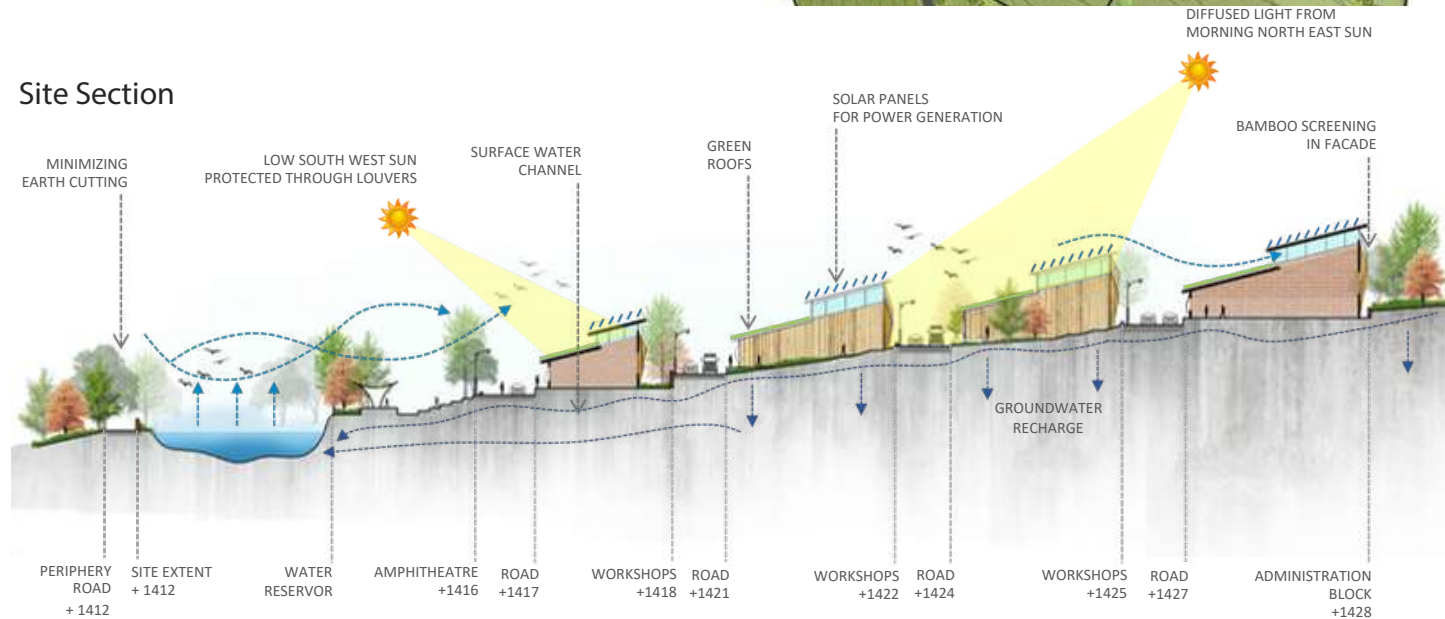 DIFFUSED LIGHT FROM
MORNING NORTH EAST SUN
Site Section
SOLAR PANELS
FOR POWER GENERATION
BAMBOO SCREENING
IN FACADE
MINIMIZING
EARTH CUTTING
LOW SOUTH WEST SUN
PROTECTED THROUGH LOUVERS
SURFACE WATER
CHANNEL
GREEN
ROOFS
GROUNDWATER
RECHARGE
PERIPHERY
ROAD
+ 1412
SITE EXTENT
+ 1412
WATER
RESERVOIR
AMPHITHEATRE
+1416
ROAD
+1417
WORKSHOPS
+1418
ROAD
+1421
WORKSHOPS
+1422
ROAD
+1424
WORKSHOPS
+1425
ROAD
+1427
ADMINISTRATION
BLOCK
+1428